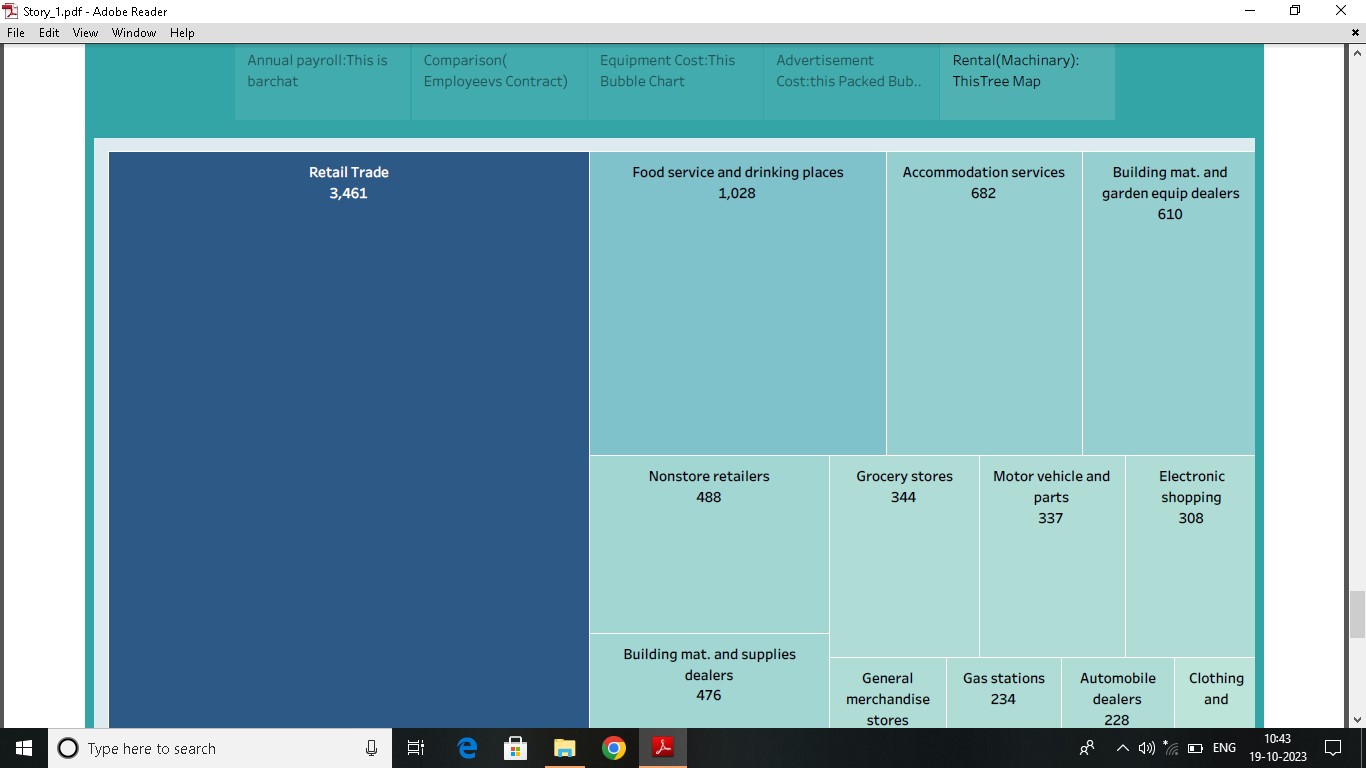 Story_1.pdf - Adobe Reader
File Edit View Window Help
Annual payroll:This is
barchat
Comparison(
Employeevs Contract)
Equipment Cost:This
Bubble Chart
Advertisement
Cost:this Packed Bub..
Rental(Machinary):
ThisTree Map
Retail Trade
3,461
Food service and drinking places
1,028
Accommodation services
682
Building mat. and
garden equip dealers
610
Nonstore retailers
488
Grocery stores
344
Motor vehicle and
parts
337
Electronic
shopping
308
Building mat. and supplies
dealers
476
General
merchandise
stores
Gas stations
234
Automobile
dealers
228
Clothing
and
Type here to search
ENG
10:43
19-10-2023